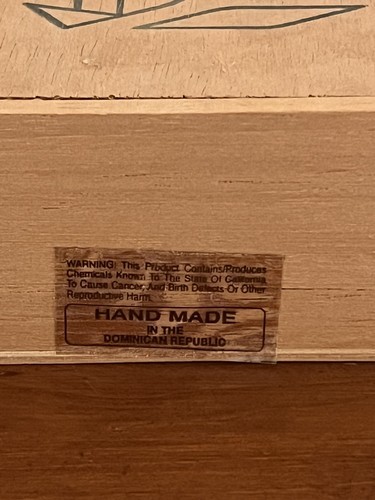 WARNING: This Product Contains/Produces
Chemicals Known To The State Of California
To Cause Cancer, And Birth Defects Or Other
Reproductive Harm.
HAND MADE
IN THE
DOMINICAN REPUBLIC